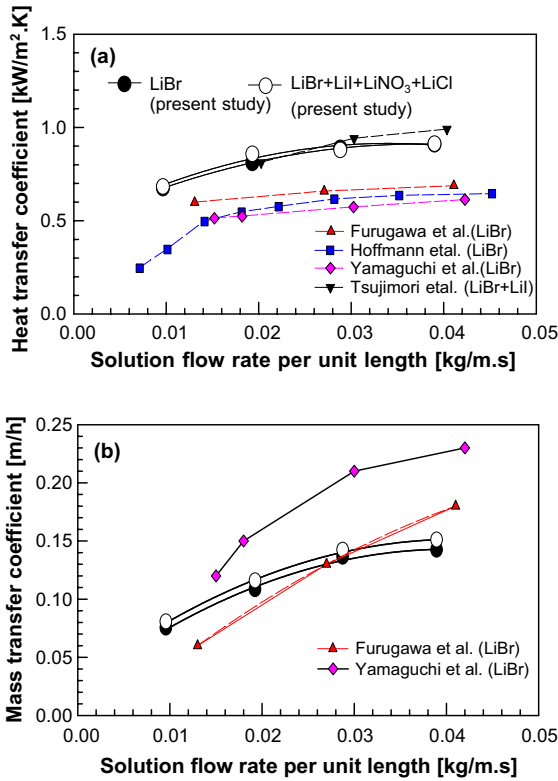 Heat transfer coefficient [kW/m².K]
1.5
1.0
0.5
0.0
(a)
LiBr
(present study)
LiBr+LiI+LiNO₃+LiCl
(present study)
Furugawa et al.(LiBr)
Hoffmann etal. (LiBr)
Yamaguchi et al.(LiBr)
Tsujimori etal. (LiBr+LiI)
0.00 0.01 0.02 0.03 0.04 0.05
Solution flow rate per unit length [kg/m.s]
Mass transfer coefficient [m/h]
0.25
0.20
0.15
0.10
0.05
0.00
(b)
Furugawa et al. (LiBr)
Yamaguchi et al. (LiBr)
0.00 0.01 0.02 0.03 0.04 0.05
Solution flow rate per unit length [kg/m.s]